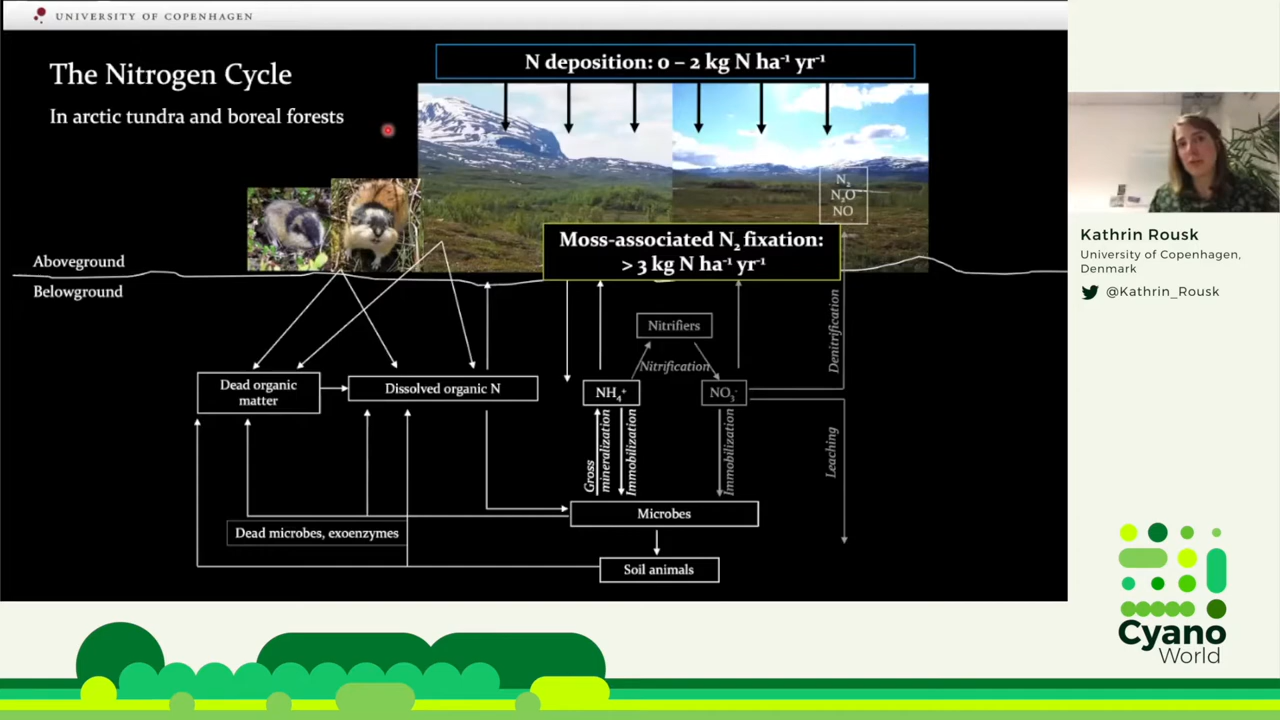 UNIVERSITY OF COPENHAGEN
The Nitrogen Cycle
In arctic tundra and boreal forests
N deposition: 0 – 2 kg N ha⁻¹ yr⁻¹
N₂
N₂O
NO
Moss-associated N₂ fixation:
> 3 kg N ha⁻¹ yr⁻¹
Aboveground
Belowground
Nitrifiers
Nitrification
Denitrification
Dead organic
matter
Dissolved organic N
NH₄⁺
NO₃⁻
Gross
mineralization
Immobilization
Immobilization
Leaching
Microbes
Dead microbes, exoenzymes
Soil animals
Kathrin Rousk
University of Copenhagen,
Denmark
@Kathrin_Rousk
Cyano
World